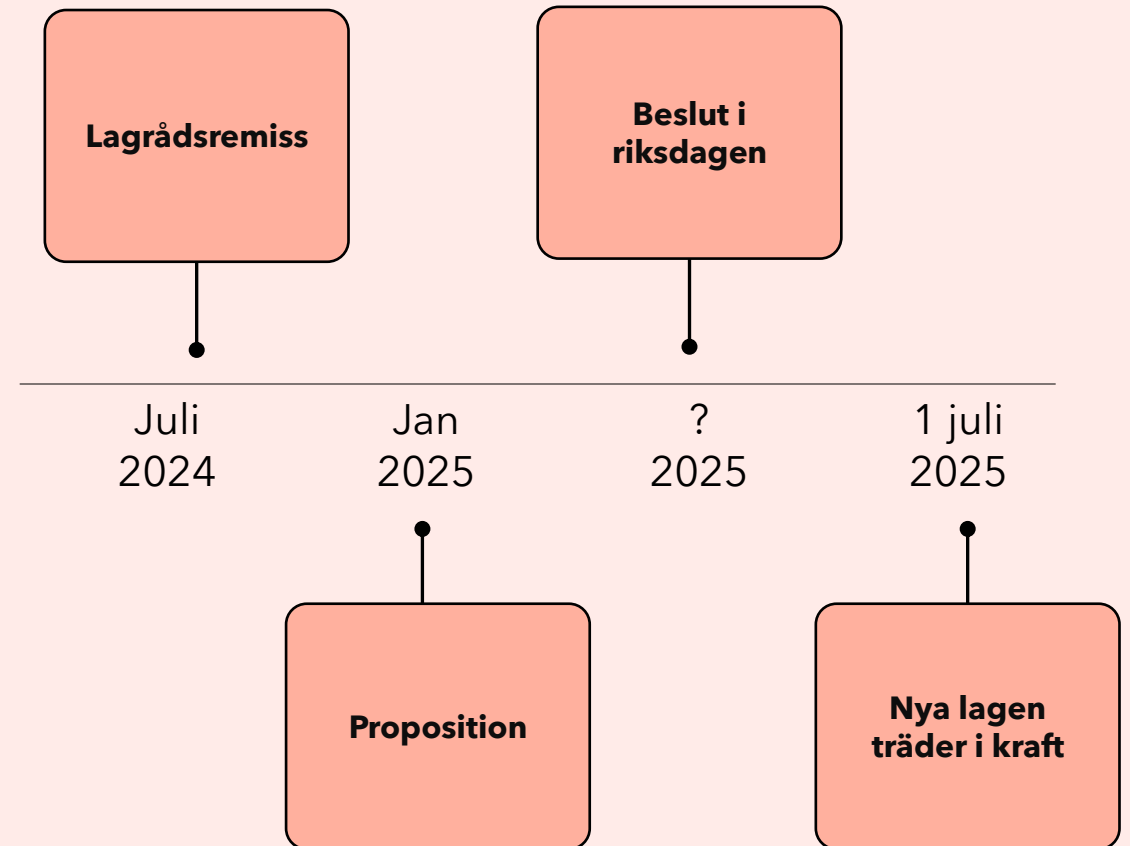 Lagrådsremiss
Beslut i
riksdagen
Juli
2024
Jan
2025
?
2025
1 juli
2025
Proposition
Nya lagen
träder i kraft